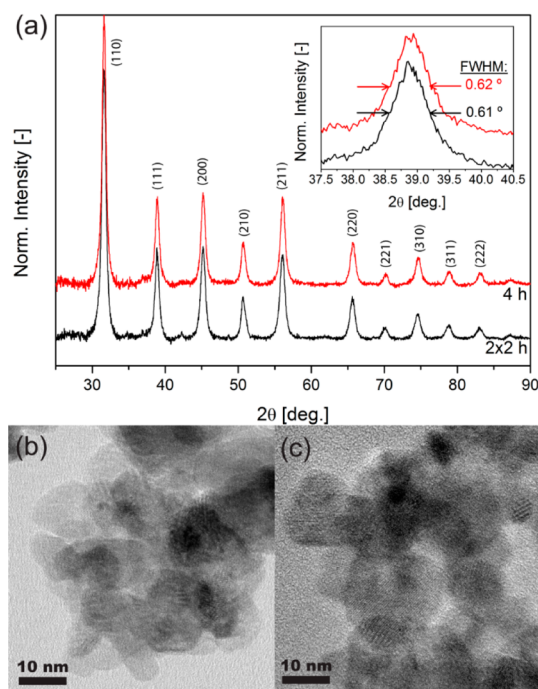 (a)
Norm. Intensity [-]
(110)
(111)
(200)
(210)
(211)
(220)
(221)
(310)
(311)
(222)
4 h
2x2 h
30 40 50 60 70 80 90
2θ [deg.]
Norm. Intensity [-]
FWHM:
0.62 º
0.61 º
37.5 38.0 38.5 39.0 39.5 40.0 40.5
2θ [deg.]
(b)
10 nm
(c)
10 nm